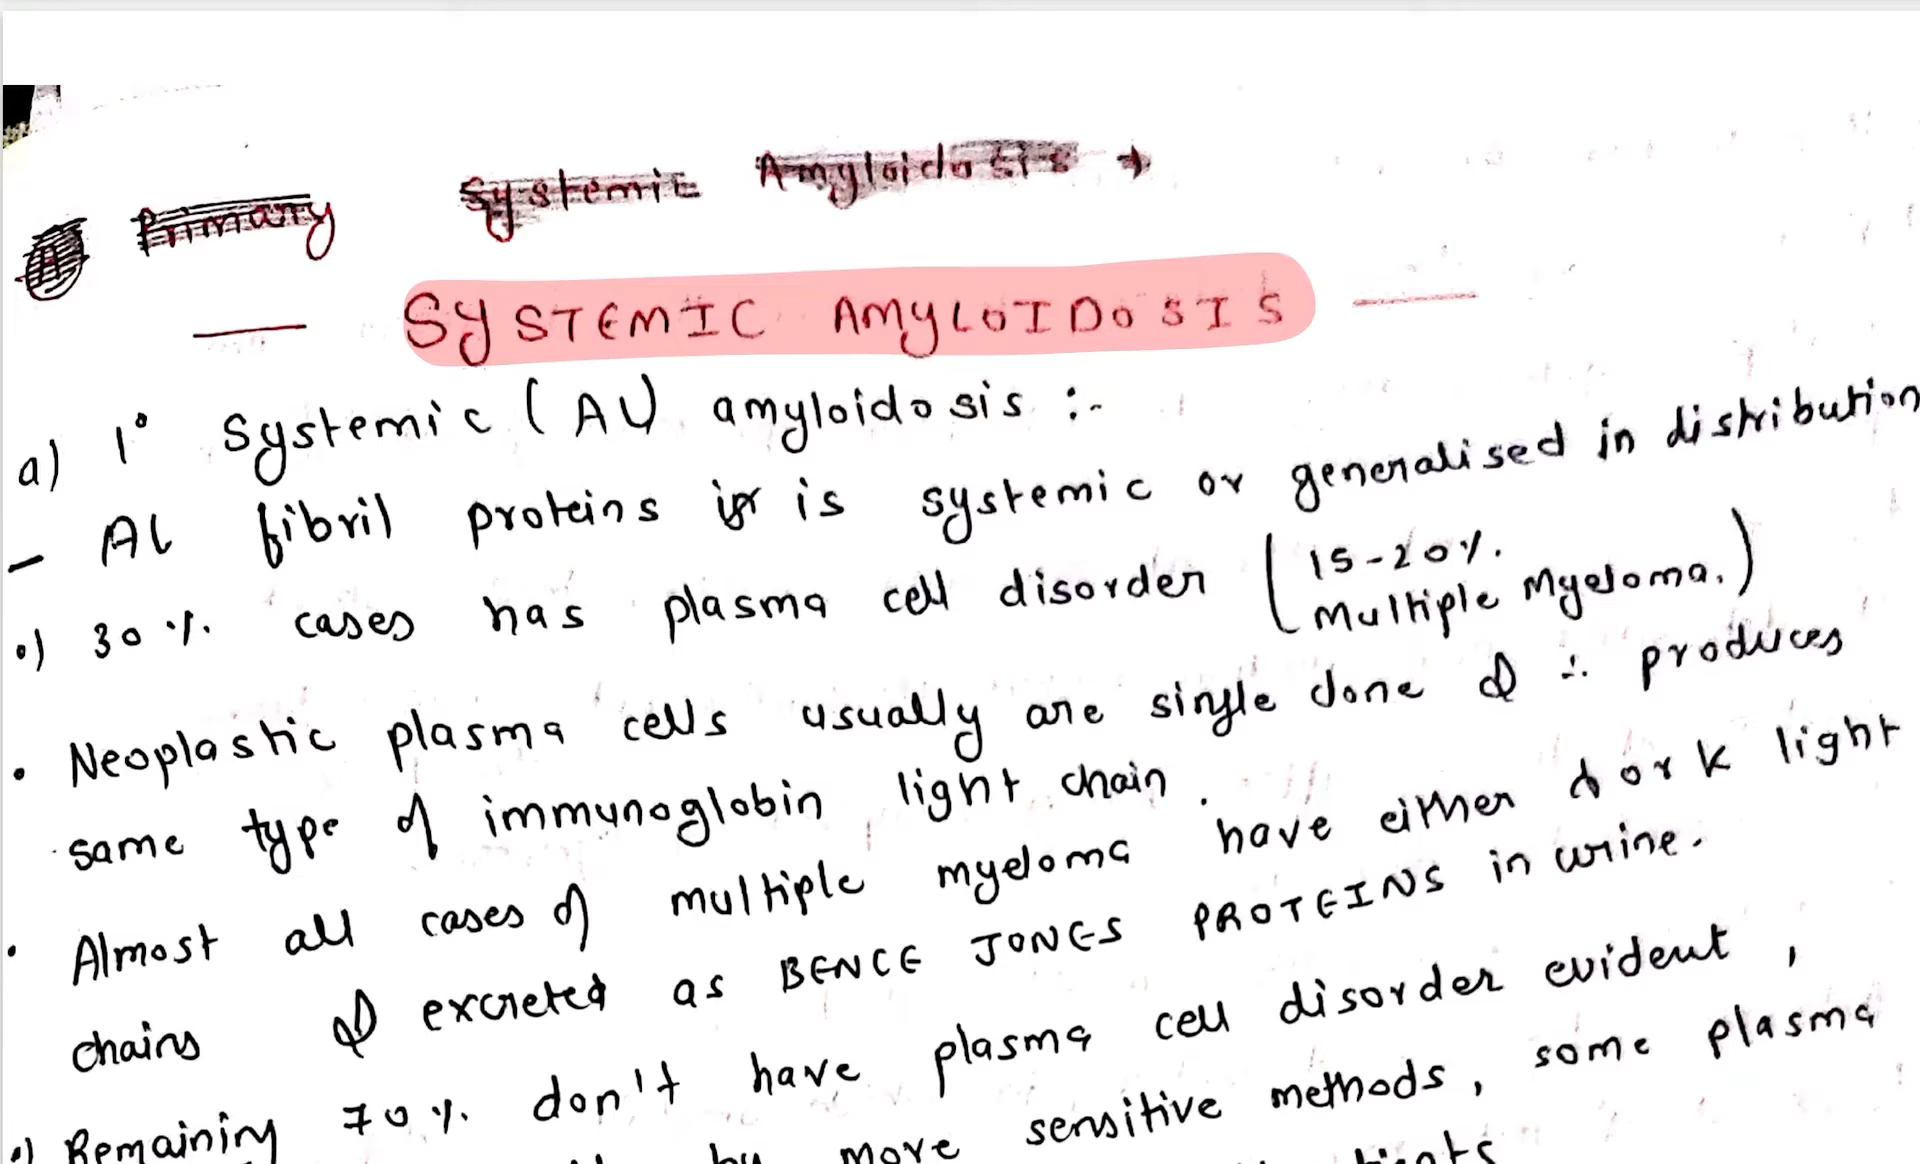 Primary Systemic Amyloidosis →
— SYSTEMIC AMYLOIDOSIS —
a) 1° Systemic (AL) amyloidosis :-
- AL fibril proteins is systemic or generalised in distribution
•) 30%. cases has plasma cell disorder (15-20%.
Multiple Myeloma.)
• Neoplastic plasma cells usually are single clone & ∴ produces
same type of immunoglobin light chain.
• Almost all cases of multiple myeloma have either λ or K light
chains & excreted as BENCE JONES PROTEINS in urine.
•) Remaining 70%. don't have plasma cell disorder evident,
by more sensitive methods, some plasma